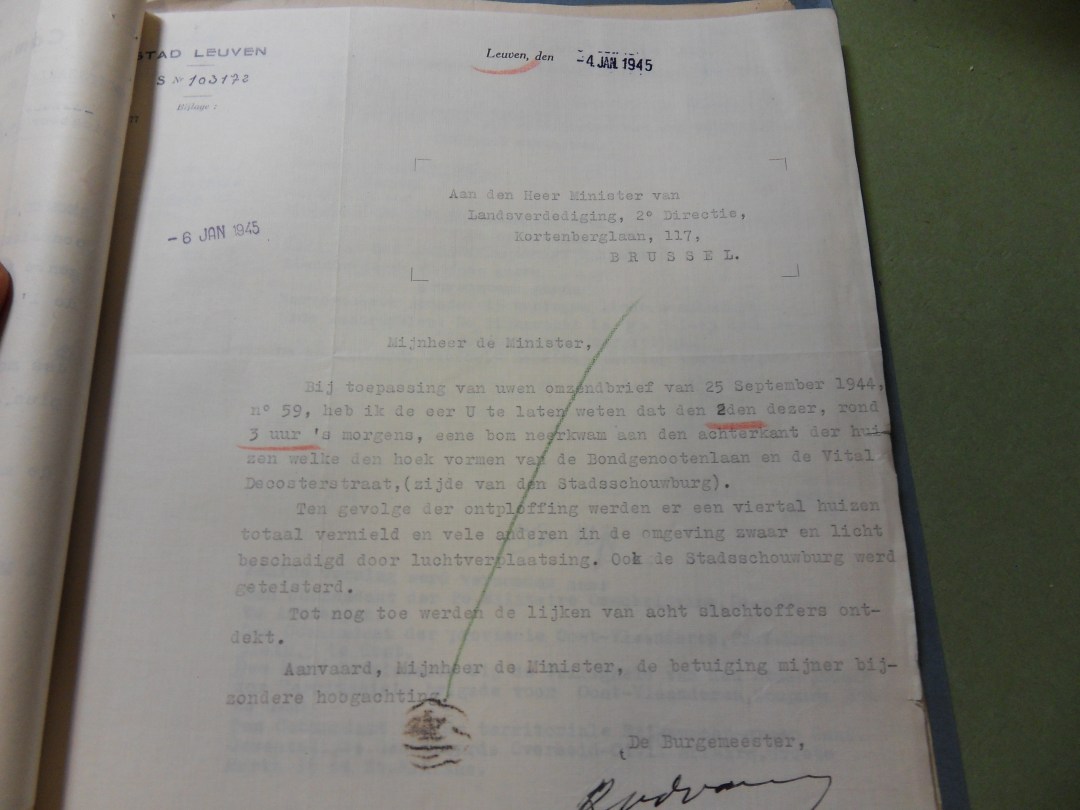 STAD LEUVEN
Leuven, den -4. JAN. 1945
S Nr 103172
Bijlage :
-6 JAN 1945
Aan den Heer Minister van
Landsverdediging, 2° Directie,
Kortenberglaan, 117,
B R U S S E L.
Mijnheer de Minister,
Bij toepassing van uwen omzendbrief van 25 September 1944,
n° 59, heb ik de eer U te laten weten dat den 2den dezer, rond
3 uur 's morgens, eene bom neerkwam aan den achterkant der hui-
zen welke den hoek vormen van de Bondgenootenlaan en de Vital
Decosterstraat,(zijde van den Stadsschouwburg).
Ten gevolge der ontploffing werden er een viertal huizen
totaal vernield en vele anderen in de omgeving zwaar en licht
beschadigd door luchtverplaatsing. Ook de Stadsschouwburg werd
geteisterd.
Tot nog toe werden de lijken van acht slachtoffers ont-
dekt.
Aanvaard, Mijnheer de Minister, de betuiging mijner bij-
zondere hoogachting.
De Burgemeester,